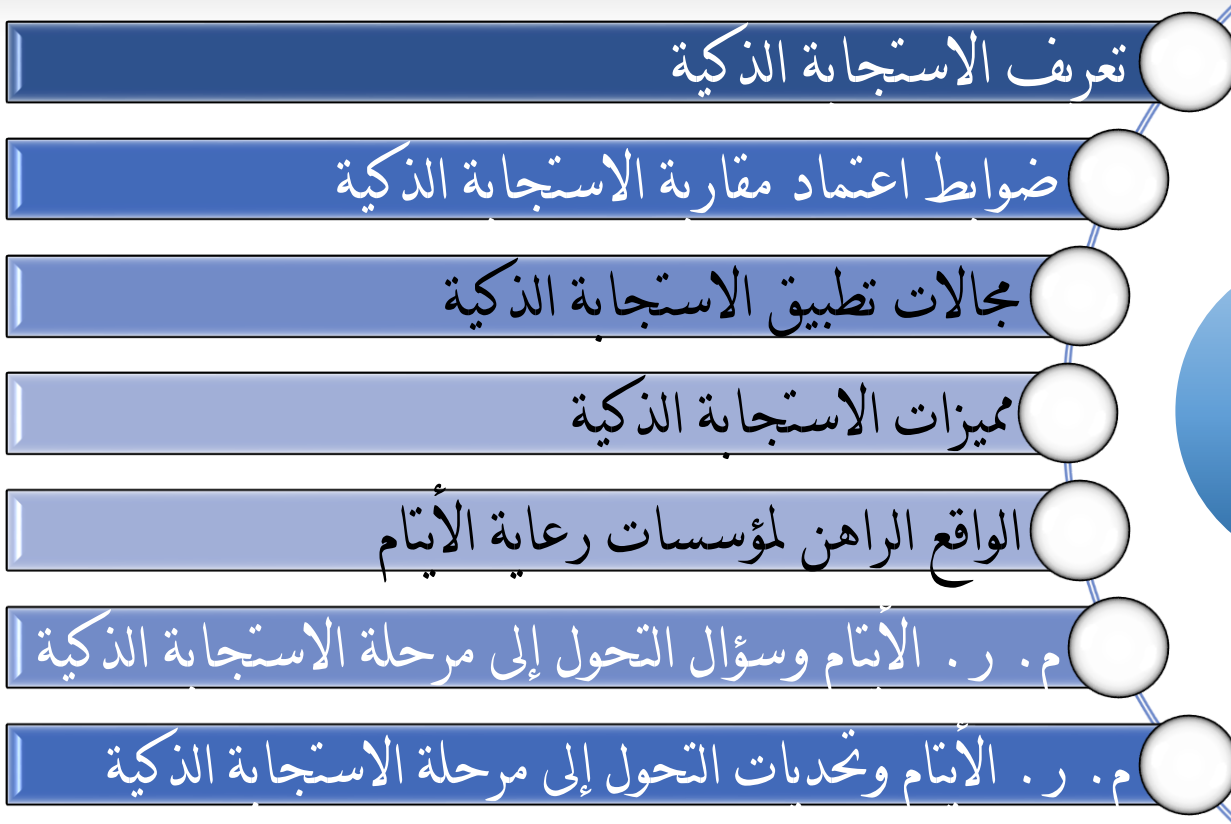 تعريف الاستجابة الذكية
ضوابط اعتماد مقاربة الاستجابة الذكية
مجالات تطبيق الاستجابة الذكية
مميزات الاستجابة الذكية
الواقع الراهن لمؤسسات رعاية الأيتام
م. ر. الأيتام وسؤال التحول إلى مرحلة الاستجابة الذكية
م. ر. الأيتام وتحديات التحول إلى مرحلة الاستجابة الذكية